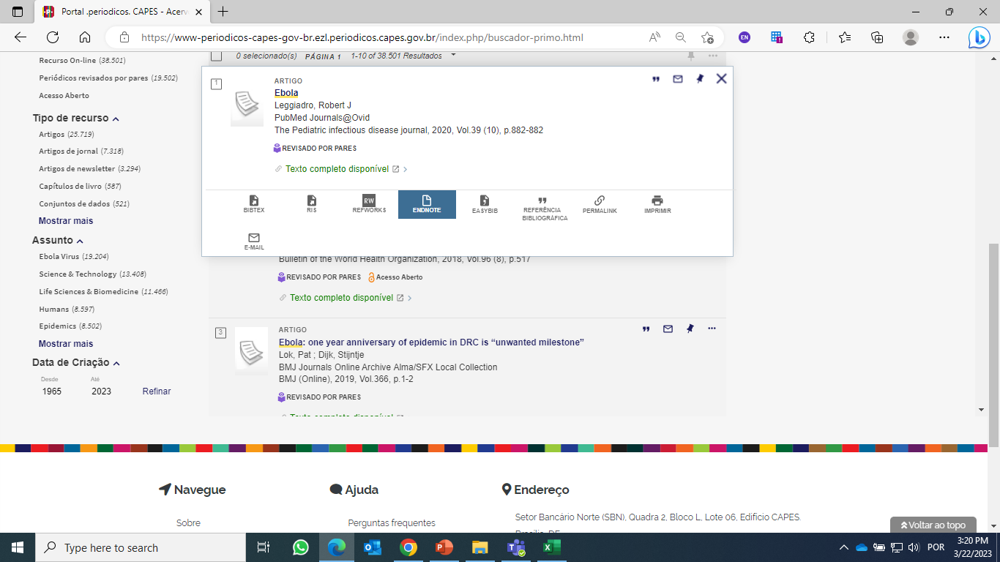 Portal .periodicos. CAPES - Acerv
https://www-periodicos-capes-gov-br.ezl.periodicos.capes.gov.br/index.php/buscador-primo.html
EN
Recurso On-line (38.501)
Periódicos revisados por pares (19.502)
Acesso Aberto
Tipo de recurso
Artigos (25.719)
Artigos de jornal (7.318)
Artigos de newsletter (3.294)
Capítulos de livro (587)
Conjuntos de dados (521)
Mostrar mais
Assunto
Ebola Virus (19.204)
Science & Technology (13.408)
Life Sciences & Biomedicine (11.466)
Humans (8.597)
Epidemics (8.502)
Mostrar mais
Data de Criação
Desde Até
1965 2023 Refinar
0 selecionado(s) PÁGINA 1 1-10 of 38.501 Resultados
1
ARTIGO
Ebola
Leggiadro, Robert J
PubMed Journals@Ovid
The Pediatric infectious disease journal, 2020, Vol.39 (10), p.882-882
REVISADO POR PARES
Texto completo disponível
BIBTEX RIS RW REFWORKS ENDNOTE EASYBIB REFERÊNCIA BIBLIOGRÁFICA PERMALINK IMPRIMIR
E-MAIL
Bulletin of the World Health Organization, 2018, Vol.96 (8), p.517
REVISADO POR PARES Acesso Aberto
Texto completo disponível
3
ARTIGO
Ebola: one year anniversary of epidemic in DRC is “unwanted milestone”
Lok, Pat ; Dijk, Stijntje
BMJ Journals Online Archive Alma/SFX Local Collection
BMJ (Online), 2019, Vol.366, p.1-2
REVISADO POR PARES
Texto completo disponível
Navegue
Sobre
Ajuda
Perguntas frequentes
Endereço
Setor Bancário Norte (SBN), Quadra 2, Bloco L, Lote 06, Edifício CAPES.
Brasília, DF
Voltar ao topo
Type here to search
POR
3:20 PM
3/22/2023